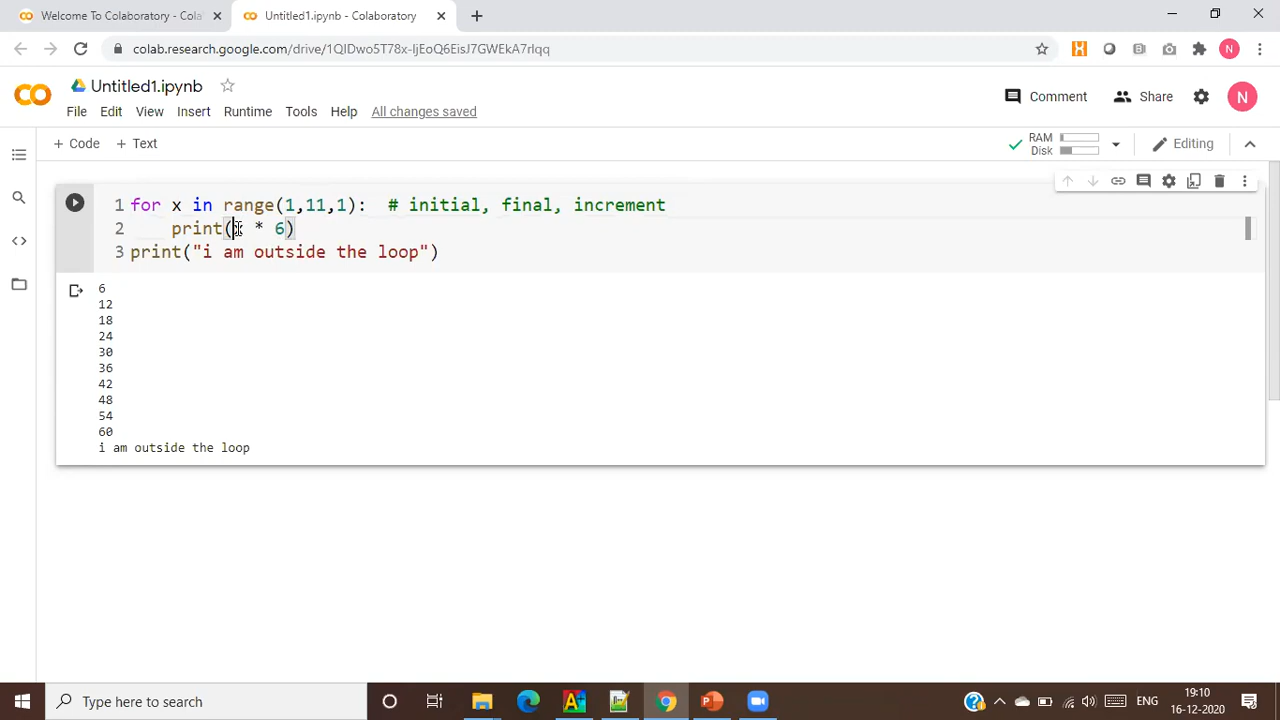 Welcome To Colaboratory - Cola
Untitled1.ipynb - Colaboratory
colab.research.google.com/drive/1QIDwo5T78x-ljEoQ6EisJ7GWEkA7rIqq
N
Untitled1.ipynb
File Edit View Insert Runtime Tools Help All changes saved
Comment Share N
+ Code + Text
RAM
Disk
Editing
1 for x in range(1,11,1):  # initial, final, increment
2     print(x * 6)
3 print("i am outside the loop")
6
12
18
24
30
36
42
48
54
60
i am outside the loop
Type here to search
ENG
19:10
16-12-2020